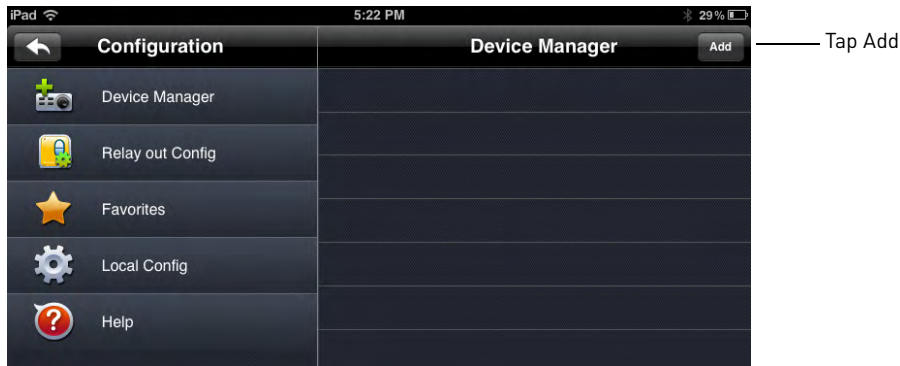 iPad 5:22 PM 29%
Configuration Device Manager Add Tap Add
Device Manager
Relay out Config
Favorites
Local Config
Help